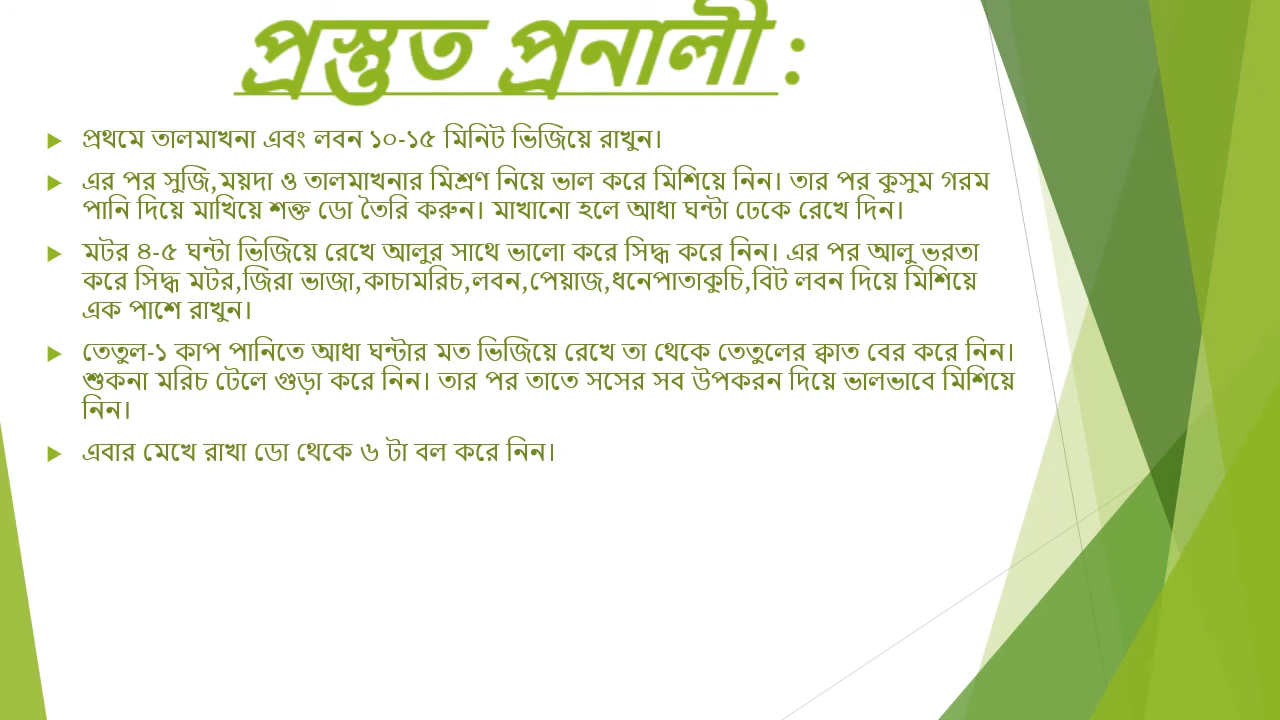 প্রস্তুত প্রনালী :
প্রথমে তালমাখনা এবং লবন ১০-১৫ মিনিট ভিজিয়ে রাখুন।
এর পর সুজি,ময়দা ও তালমাখনার মিশ্রণ নিয়ে ভাল করে মিশিয়ে নিন। তার পর কুসুম গরম
পানি দিয়ে মাখিয়ে শক্ত ডো তৈরি করুন। মাখানো হলে আধা ঘন্টা ঢেকে রেখে দিন।
মটর ৪-৫ ঘন্টা ভিজিয়ে রেখে আলুর সাথে ভালো করে সিদ্ধ করে নিন। এর পর আলু ভরতা
করে সিদ্ধ মটর,জিরা ভাজা,কাচামরিচ,লবন,পেয়াজ,ধনেপাতাকুচি,বিট লবন দিয়ে মিশিয়ে
এক পাশে রাখুন।
তেতুল-১ কাপ পানিতে আধা ঘন্টার মত ভিজিয়ে রেখে তা থেকে তেতুলের ক্বাত বের করে নিন।
শুকনা মরিচ টেলে গুড়া করে নিন। তার পর তাতে সসের সব উপকরন দিয়ে ভালভাবে মিশিয়ে
নিন।
এবার মেখে রাখা ডো থেকে ৬ টা বল করে নিন।